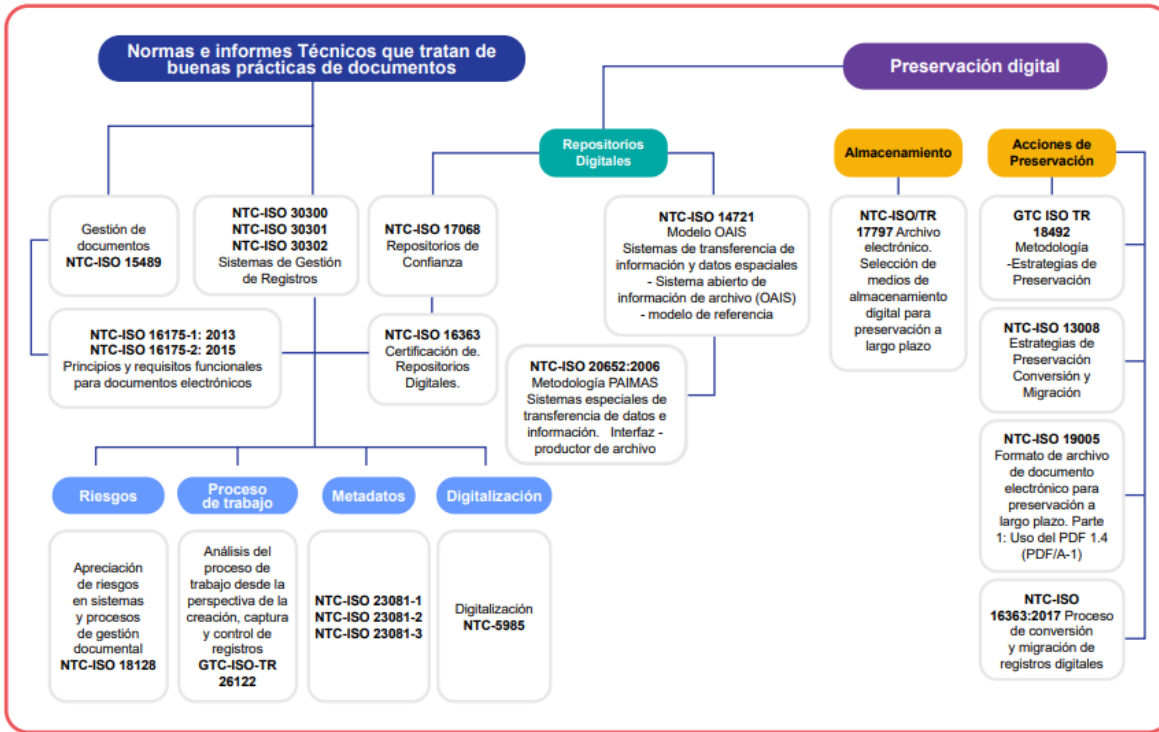 Normas e informes Técnicos que tratan de
buenas prácticas de documentos
Preservación digital
Repositorios
Digitales
Almacenamiento
Acciones de
Preservación
Gestión de
documentos
NTC-ISO 15489
NTC-ISO 30300
NTC-ISO 30301
NTC-ISO 30302
Sistemas de Gestión
de Registros
NTC-ISO 17068
Repositorios de
Confianza
NTC-ISO 14721
Modelo OAIS
Sistemas de transferencia de
información y datos espaciales
- Sistema abierto de
información de archivo (OAIS)
- modelo de referencia
NTC-ISO/TR
17797 Archivo
electrónico.
Selección de
medios de
almacenamiento
digital para
preservación a
largo plazo
GTC ISO TR
18492
Metodología
-Estrategias de
Preservación
NTC-ISO 16175-1: 2013
NTC-ISO 16175-2: 2015
Principios y requisitos funcionales
para documentos electrónicos
NTC-ISO 16363
Certificación de.
Repositorios
Digitales.
NTC-ISO 20652:2006
Metodología PAIMAS
Sistemas especiales de
transferencia de datos e
información. Interfaz -
productor de archivo
NTC-ISO 13008
Estrategias de
Preservación
Conversión y
Migración
NTC-ISO 19005
Formato de archivo
de documento
electrónico para
preservación a
largo plazo. Parte
1: Uso del PDF 1.4
(PDF/A-1)
NTC-ISO
16363:2017 Proceso
de conversión
y migración de
registros digitales
Riesgos
Proceso
de trabajo
Metadatos
Digitalización
Apreciación
de riesgos
en sistemas
y procesos
de gestión
documental
NTC-ISO 18128
Análisis del
proceso de
trabajo desde la
perspectiva de la
creación, captura
y control de
registros
GTC-ISO-TR
26122
NTC-ISO 23081-1
NTC-ISO 23081-2
NTC-ISO 23081-3
Digitalización
NTC-5985